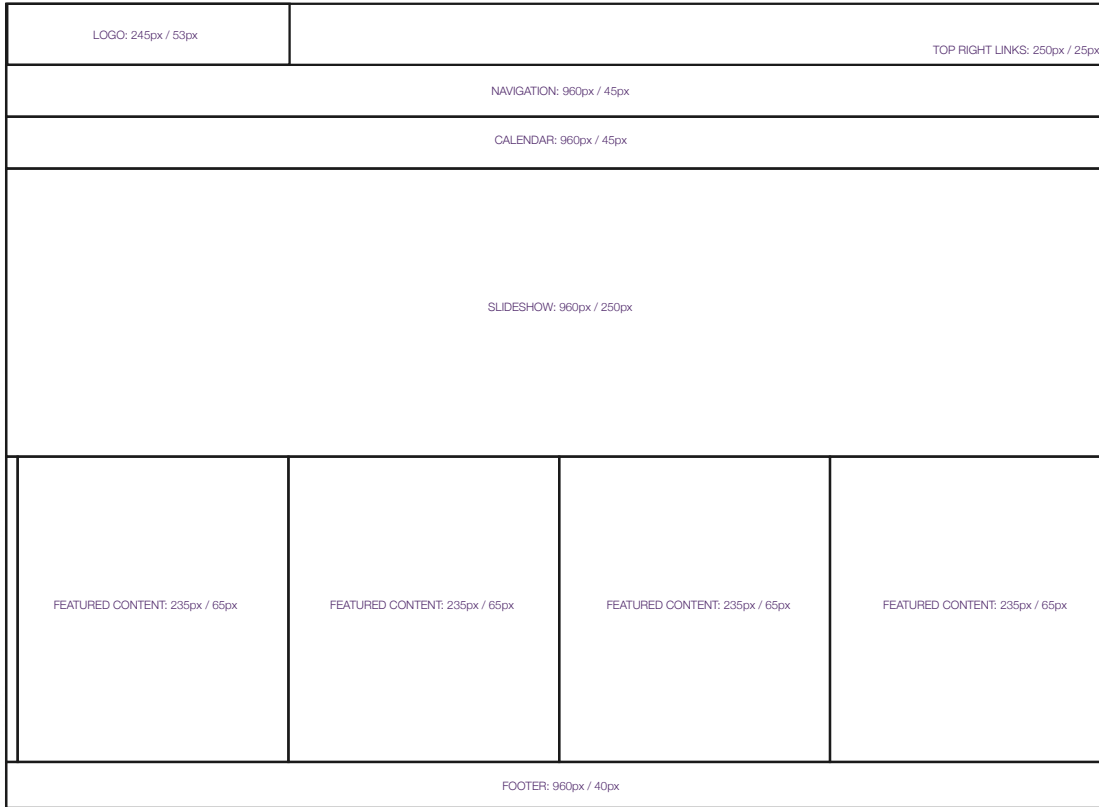 LOGO: 245px / 53px
TOP RIGHT LINKS: 250px / 25px
NAVIGATION: 960px / 45px
CALENDAR: 960px / 45px
SLIDESHOW: 960px / 250px
FEATURED CONTENT: 235px / 65px
FEATURED CONTENT: 235px / 65px
FEATURED CONTENT: 235px / 65px
FEATURED CONTENT: 235px / 65px
FOOTER: 960px / 40px